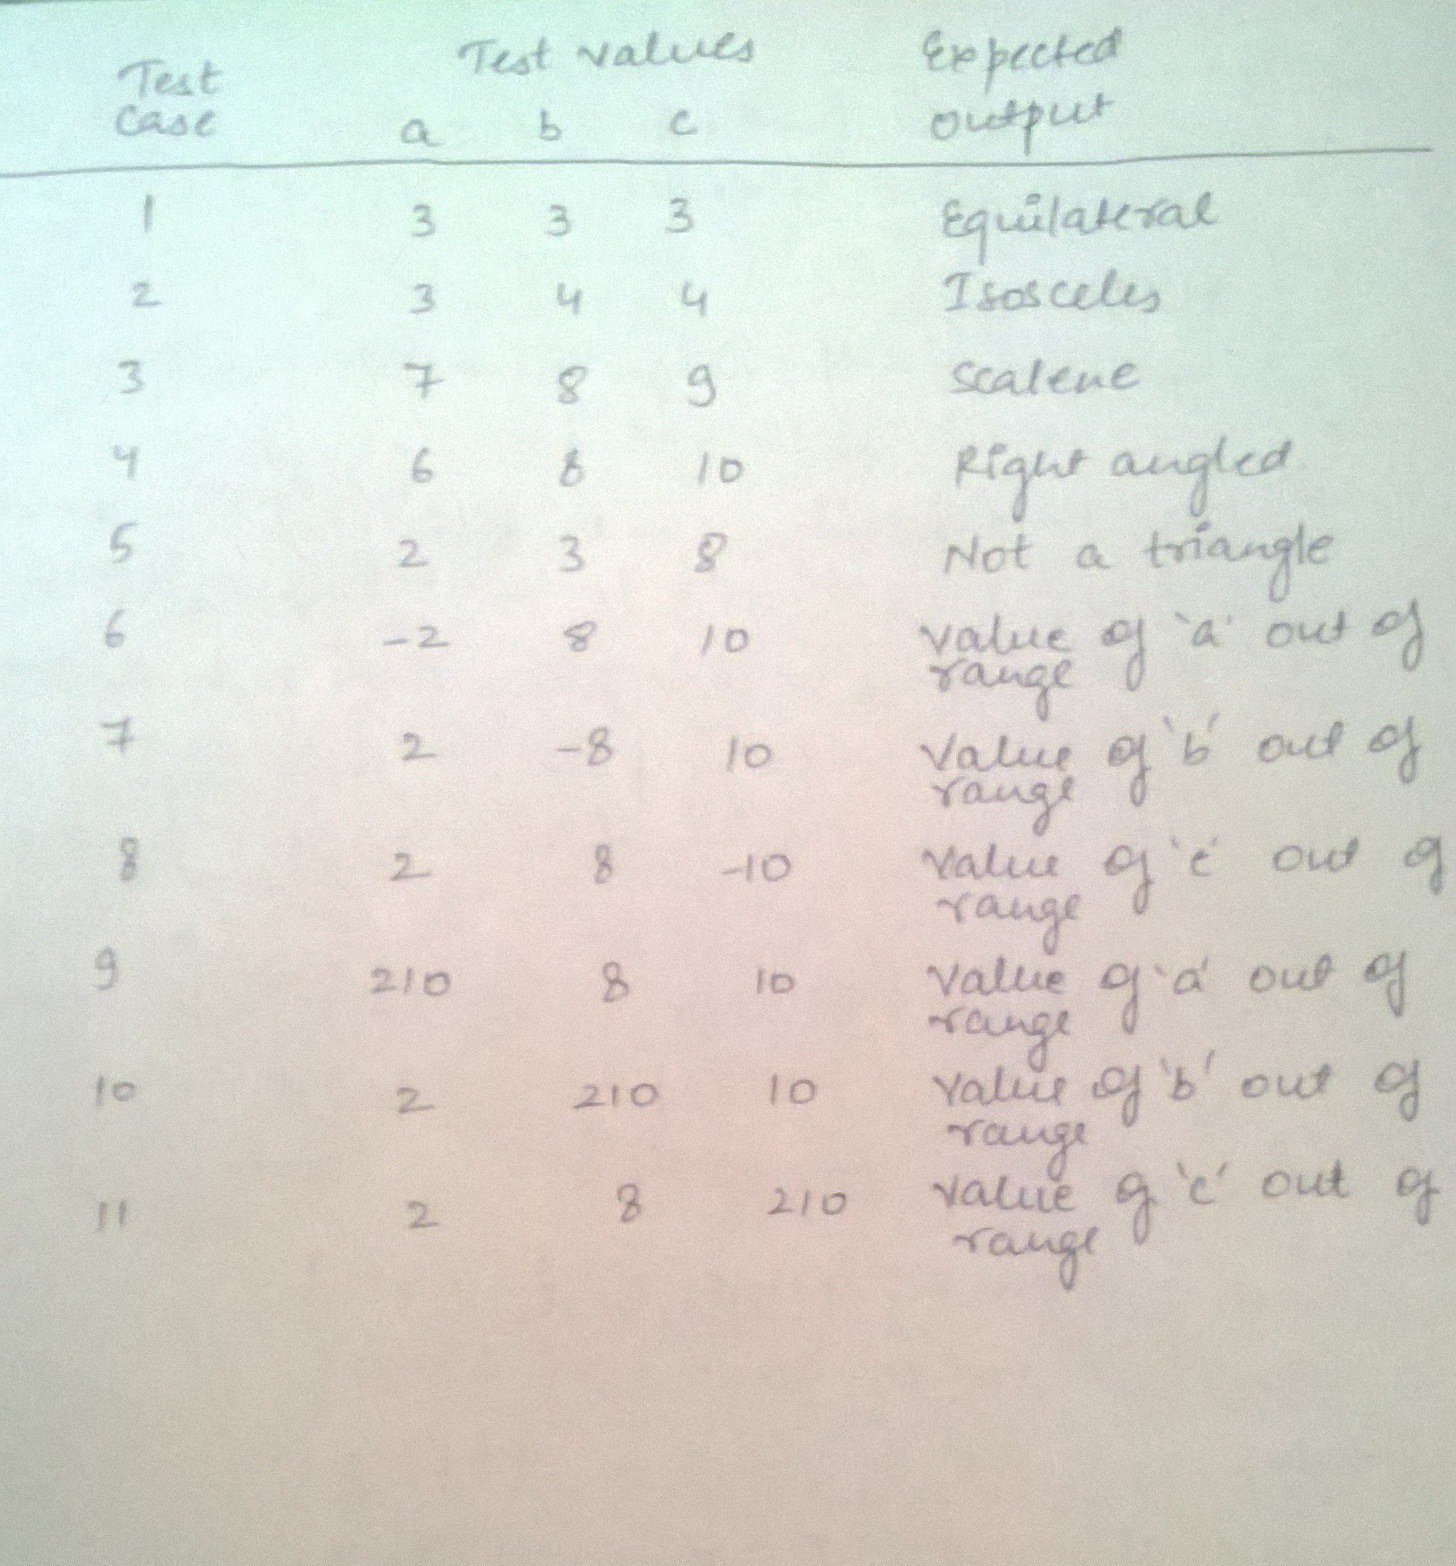 Test values Expected
Test
Case a b c output
1 3 3 3 Equilateral
2 3 4 4 Isosceles
3 7 8 9 Scalene
4 6 8 10 Right angled
5 2 3 8 Not a triangle
6 -2 8 10 value of 'a' out of
range
7 2 -8 10 Value of 'b' out of
range
8 2 8 -10 Value of 'c' out of
range
9 210 8 10 Value of 'a' out of
range
10 2 210 10 Value of 'b' out of
range
11 2 8 210 Value of 'c' out of
range